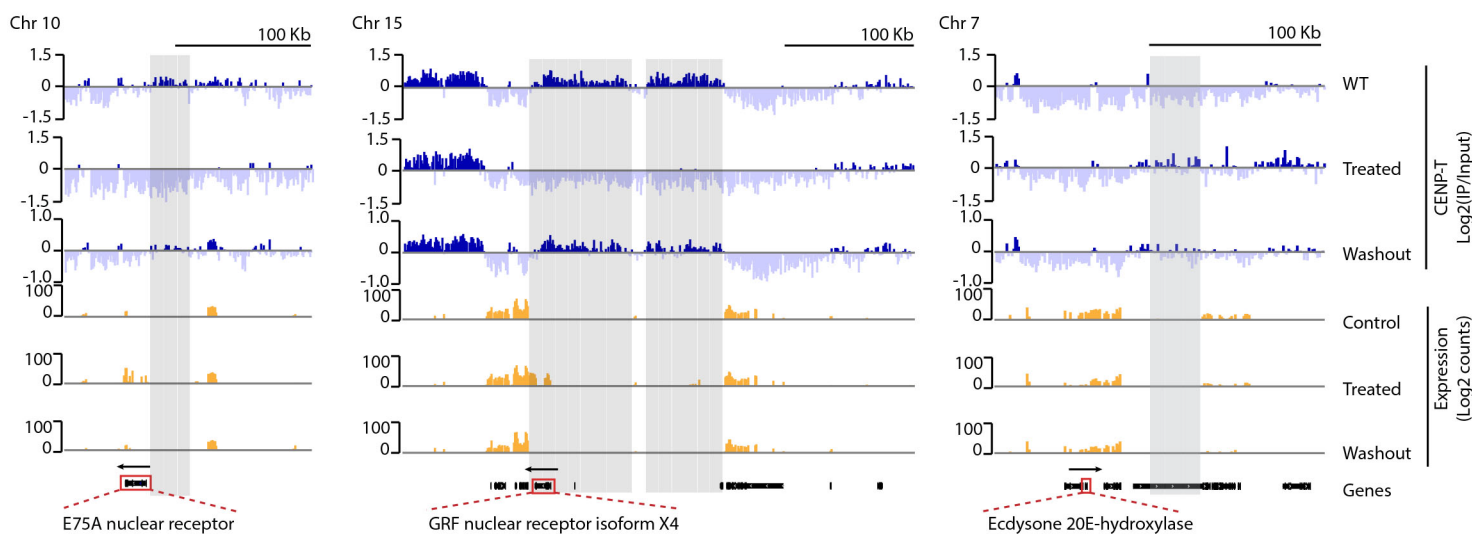 Chr 10
100 Kb
Chr 15
100 Kb
Chr 7
100 Kb
1.5
0
-1.5
1.5
0
-1.5
1.5
0
-1.5
WT
1.5
0
-1.5
1.5
0
-1.5
1.5
0
-1.5
Treated
1.0
0
-1.0
1.0
0
-1.0
1.0
0
-1.0
Washout
CENP-T
Log2(IP/Input)
100
0
100
0
100
0
Control
100
0
100
0
100
0
Treated
100
0
100
0
100
0
Washout
Expression
(Log2 counts)
Genes
E75A nuclear receptor
GRF nuclear receptor isoform X4
Ecdysone 20E-hydroxylase